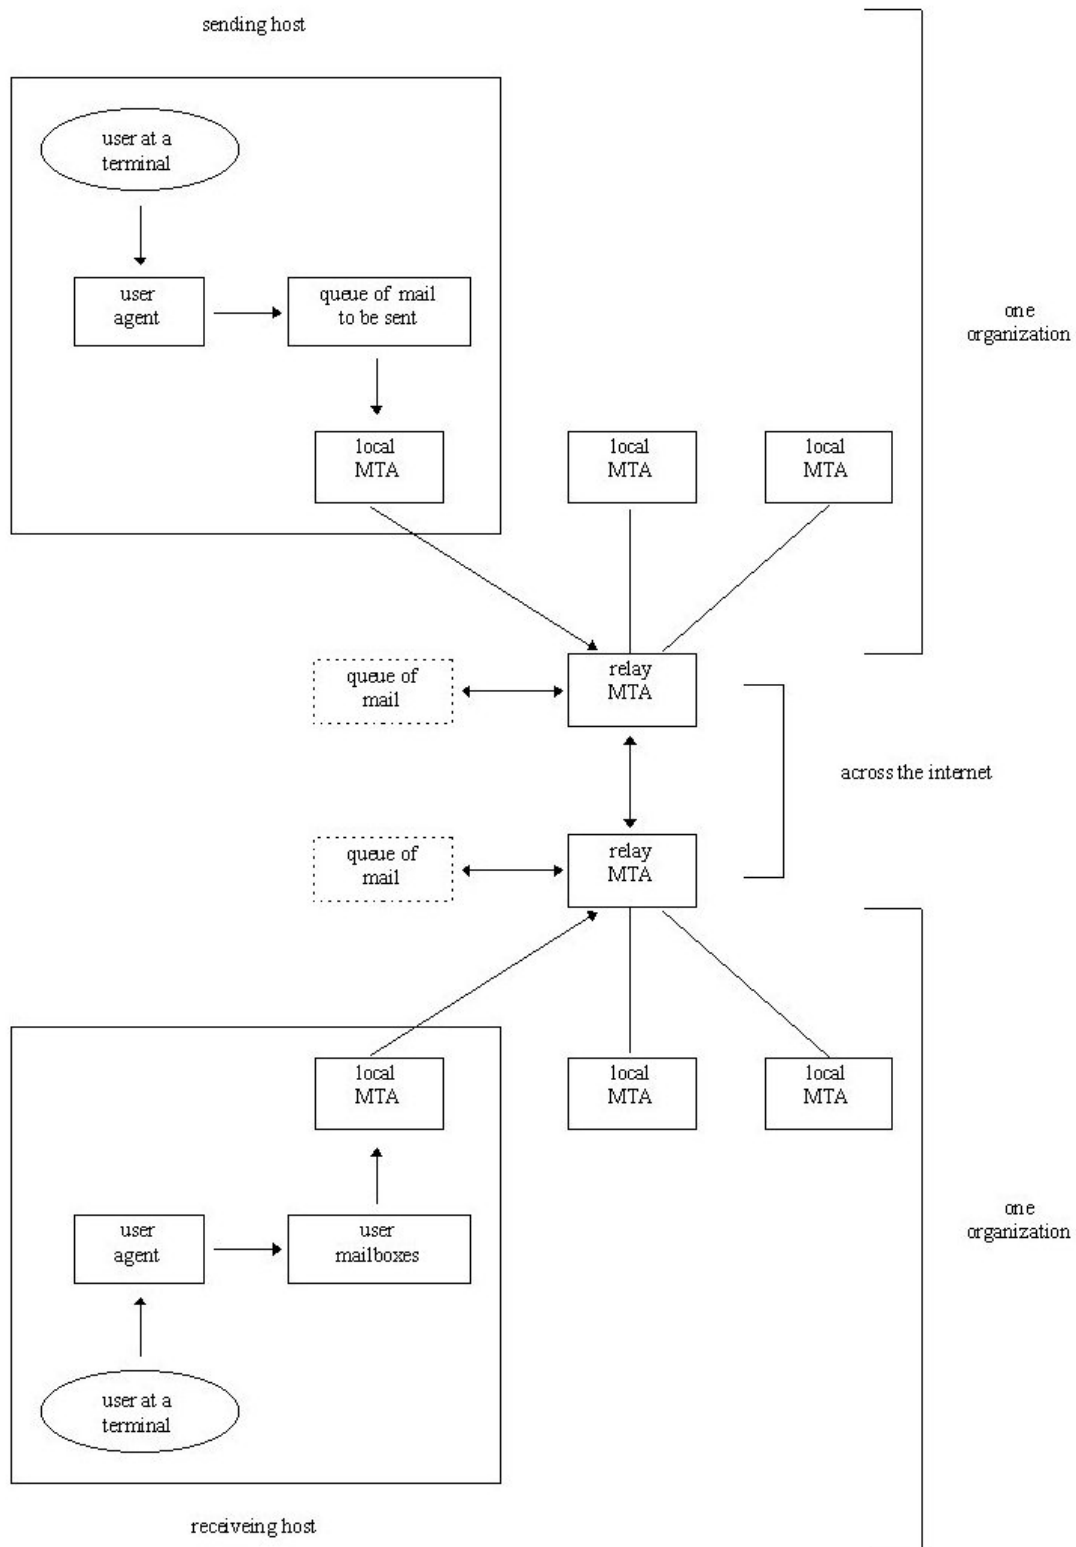 sending host
user at a
terminal
user
agent
queue of mail
to be sent
one
organization
local
MTA
local
MTA
local
MTA
queue of
mail
relay
MTA
across the internet
queue of
mail
relay
MTA
local
MTA
local
MTA
local
MTA
user
agent
user
mailboxes
one
organization
user at a
terminal
receiveing host